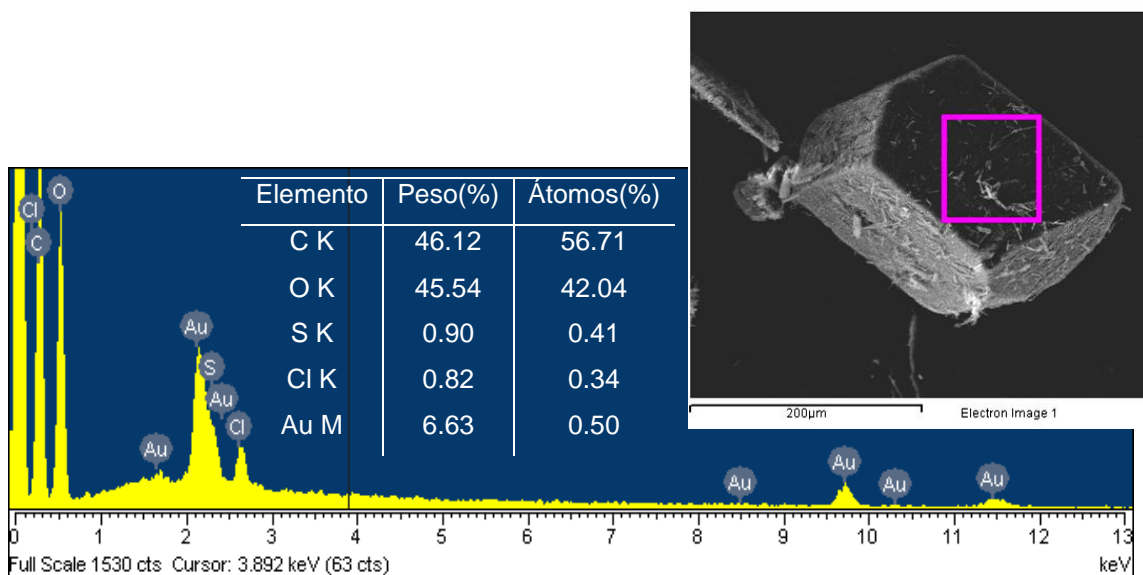 Elemento Peso(%) Átomos(%)
C K 46.12 56.71
O K 45.54 42.04
S K 0.90 0.41
Cl K 0.82 0.34
Au M 6.63 0.50
Cl
C
O
Au
Au
S
Au
Cl
Au
Au
Au
Au
200µm Electron Image 1
0 1 2 3 4 5 6 7 8 9 10 11 12 13
Full Scale 1530 cts Cursor: 3.892 keV (63 cts) keV